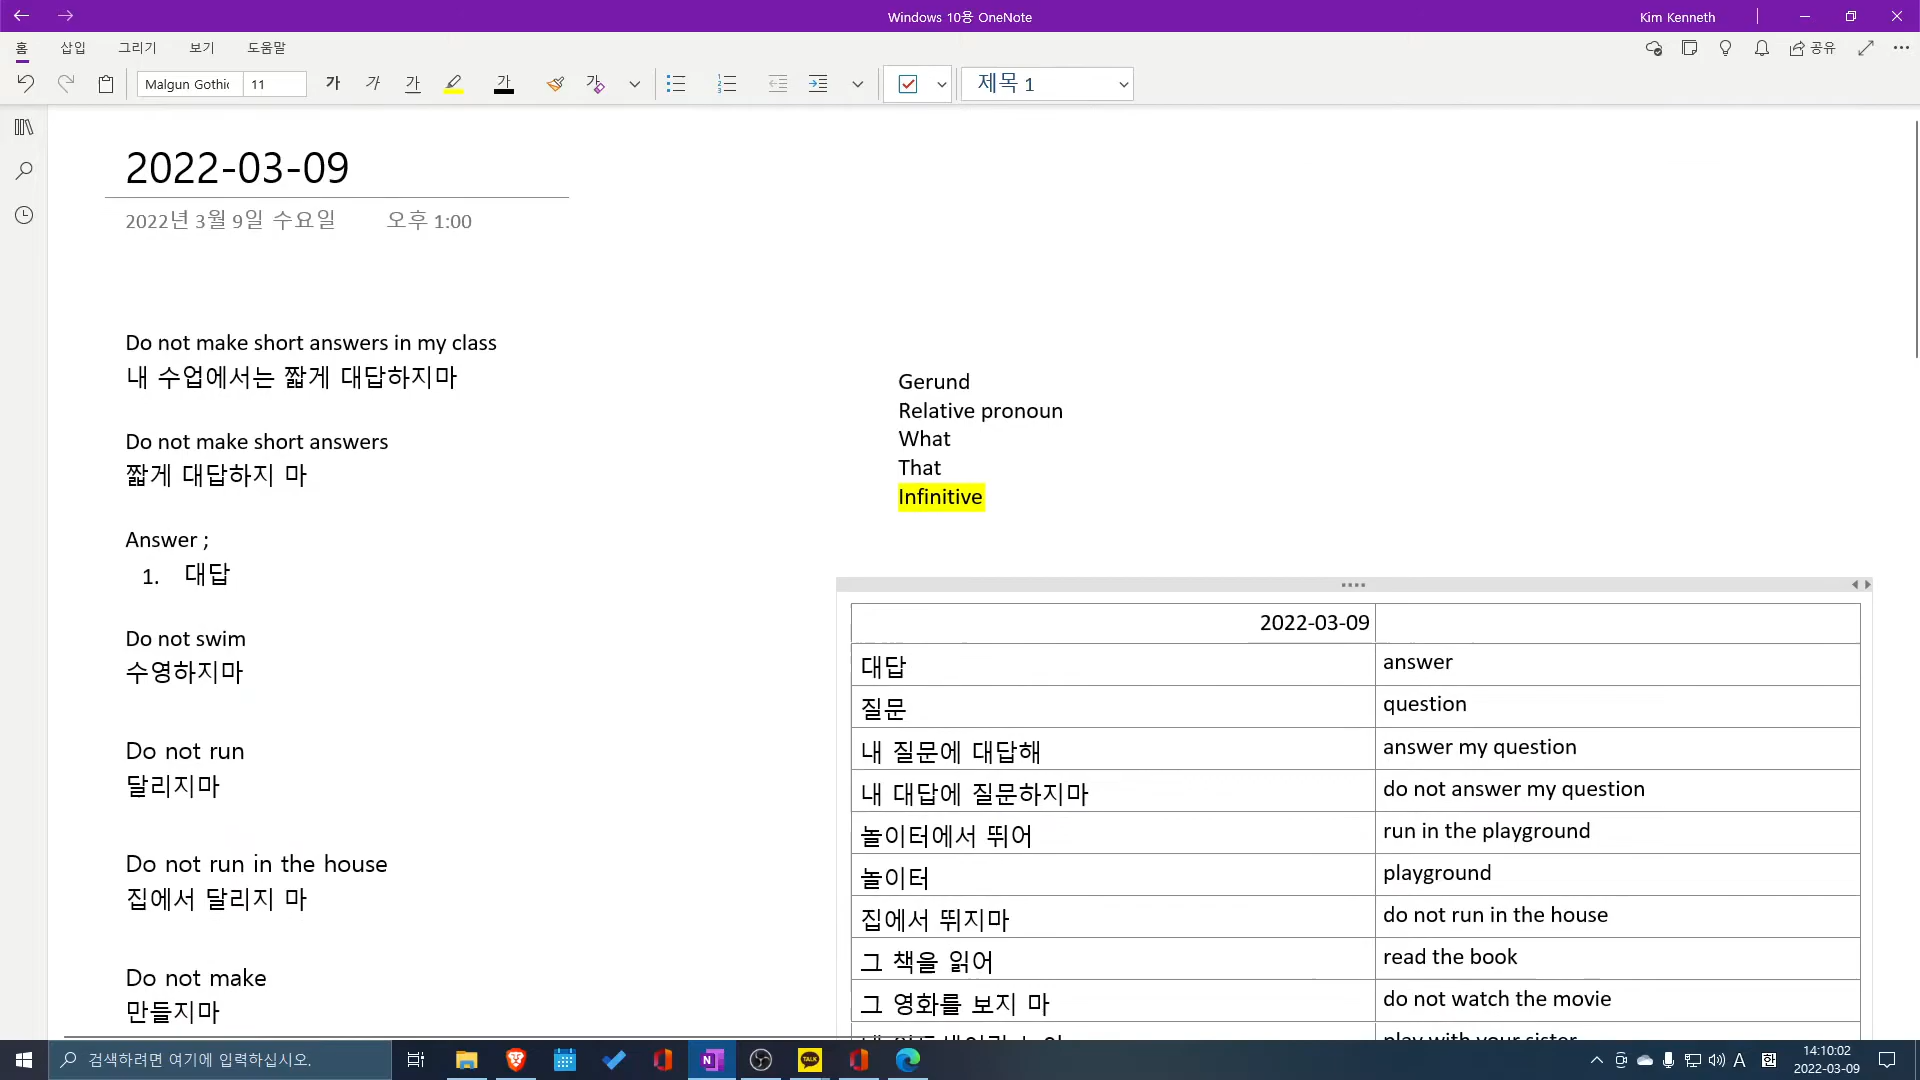 Windows 10용 OneNote
Kim Kenneth
홈 삽입 그리기 보기 도움말
공유
Malgun Gothic 11
가 가 가 가
제목 1
2022-03-09
2022년 3월 9일 수요일 오후 1:00
Do not make short answers in my class
내 수업에서는 짧게 대답하지마
Do not make short answers
짧게 대답하지 마
Answer ;
1. 대답
Do not swim
수영하지마
Do not run
달리지마
Do not run in the house
집에서 달리지 마
Do not make
만들지마
Gerund
Relative pronoun
What
That
Infinitive
2022-03-09
대답 answer
질문 question
내 질문에 대답해 answer my question
내 대답에 질문하지마 do not answer my question
놀이터에서 뛰어 run in the playground
놀이터 playground
집에서 뛰지마 do not run in the house
그 책을 읽어 read the book
그 영화를 보지 마 do not watch the movie
play with your sister
검색하려면 여기에 입력하십시오.
TALK
A 한
14:10:02
2022-03-09